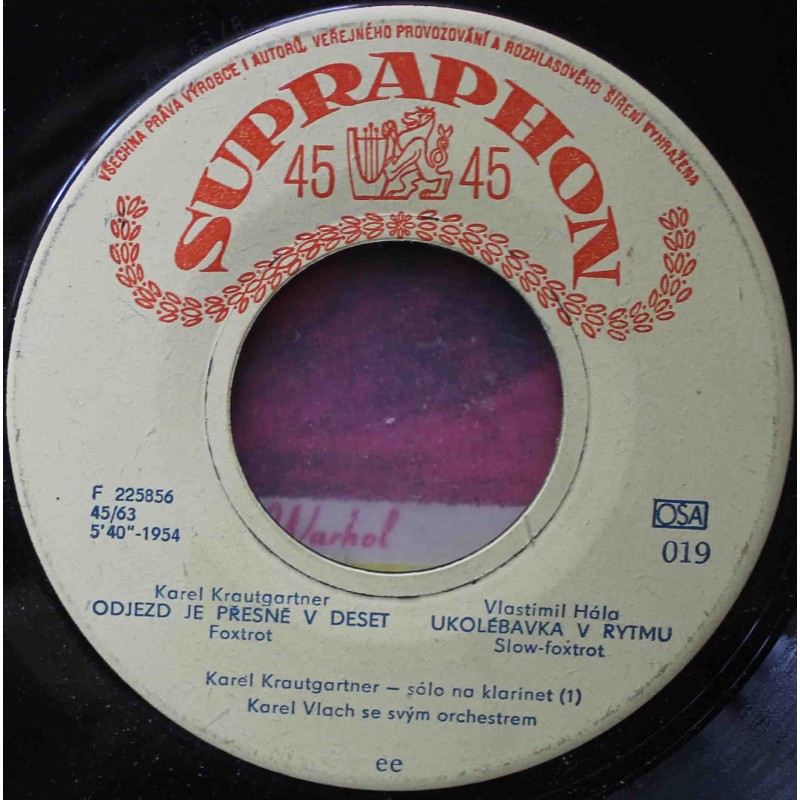 VŠECHNA PRÁVA VÝROBCE I AUTORŮ, VEŘEJNÉHO PROVOZOVÁNÍ A ROZHLASOVÉHO ŠÍŘENÍ VYHRAŽENA
SUPRAPHON
45 45
Warhol
F 225856
45/63
5'40"-1954
OSA
019
Karel Krautgartner
ODJEZD JE PŘESNĚ V DESET
Foxtrot
Vlastimil Hála
UKOLÉBAVKA V RYTMU
Slow-foxtrot
Karel Krautgartner – sólo na klarinet (1)
Karel Vlach se svým orchestrem
ee